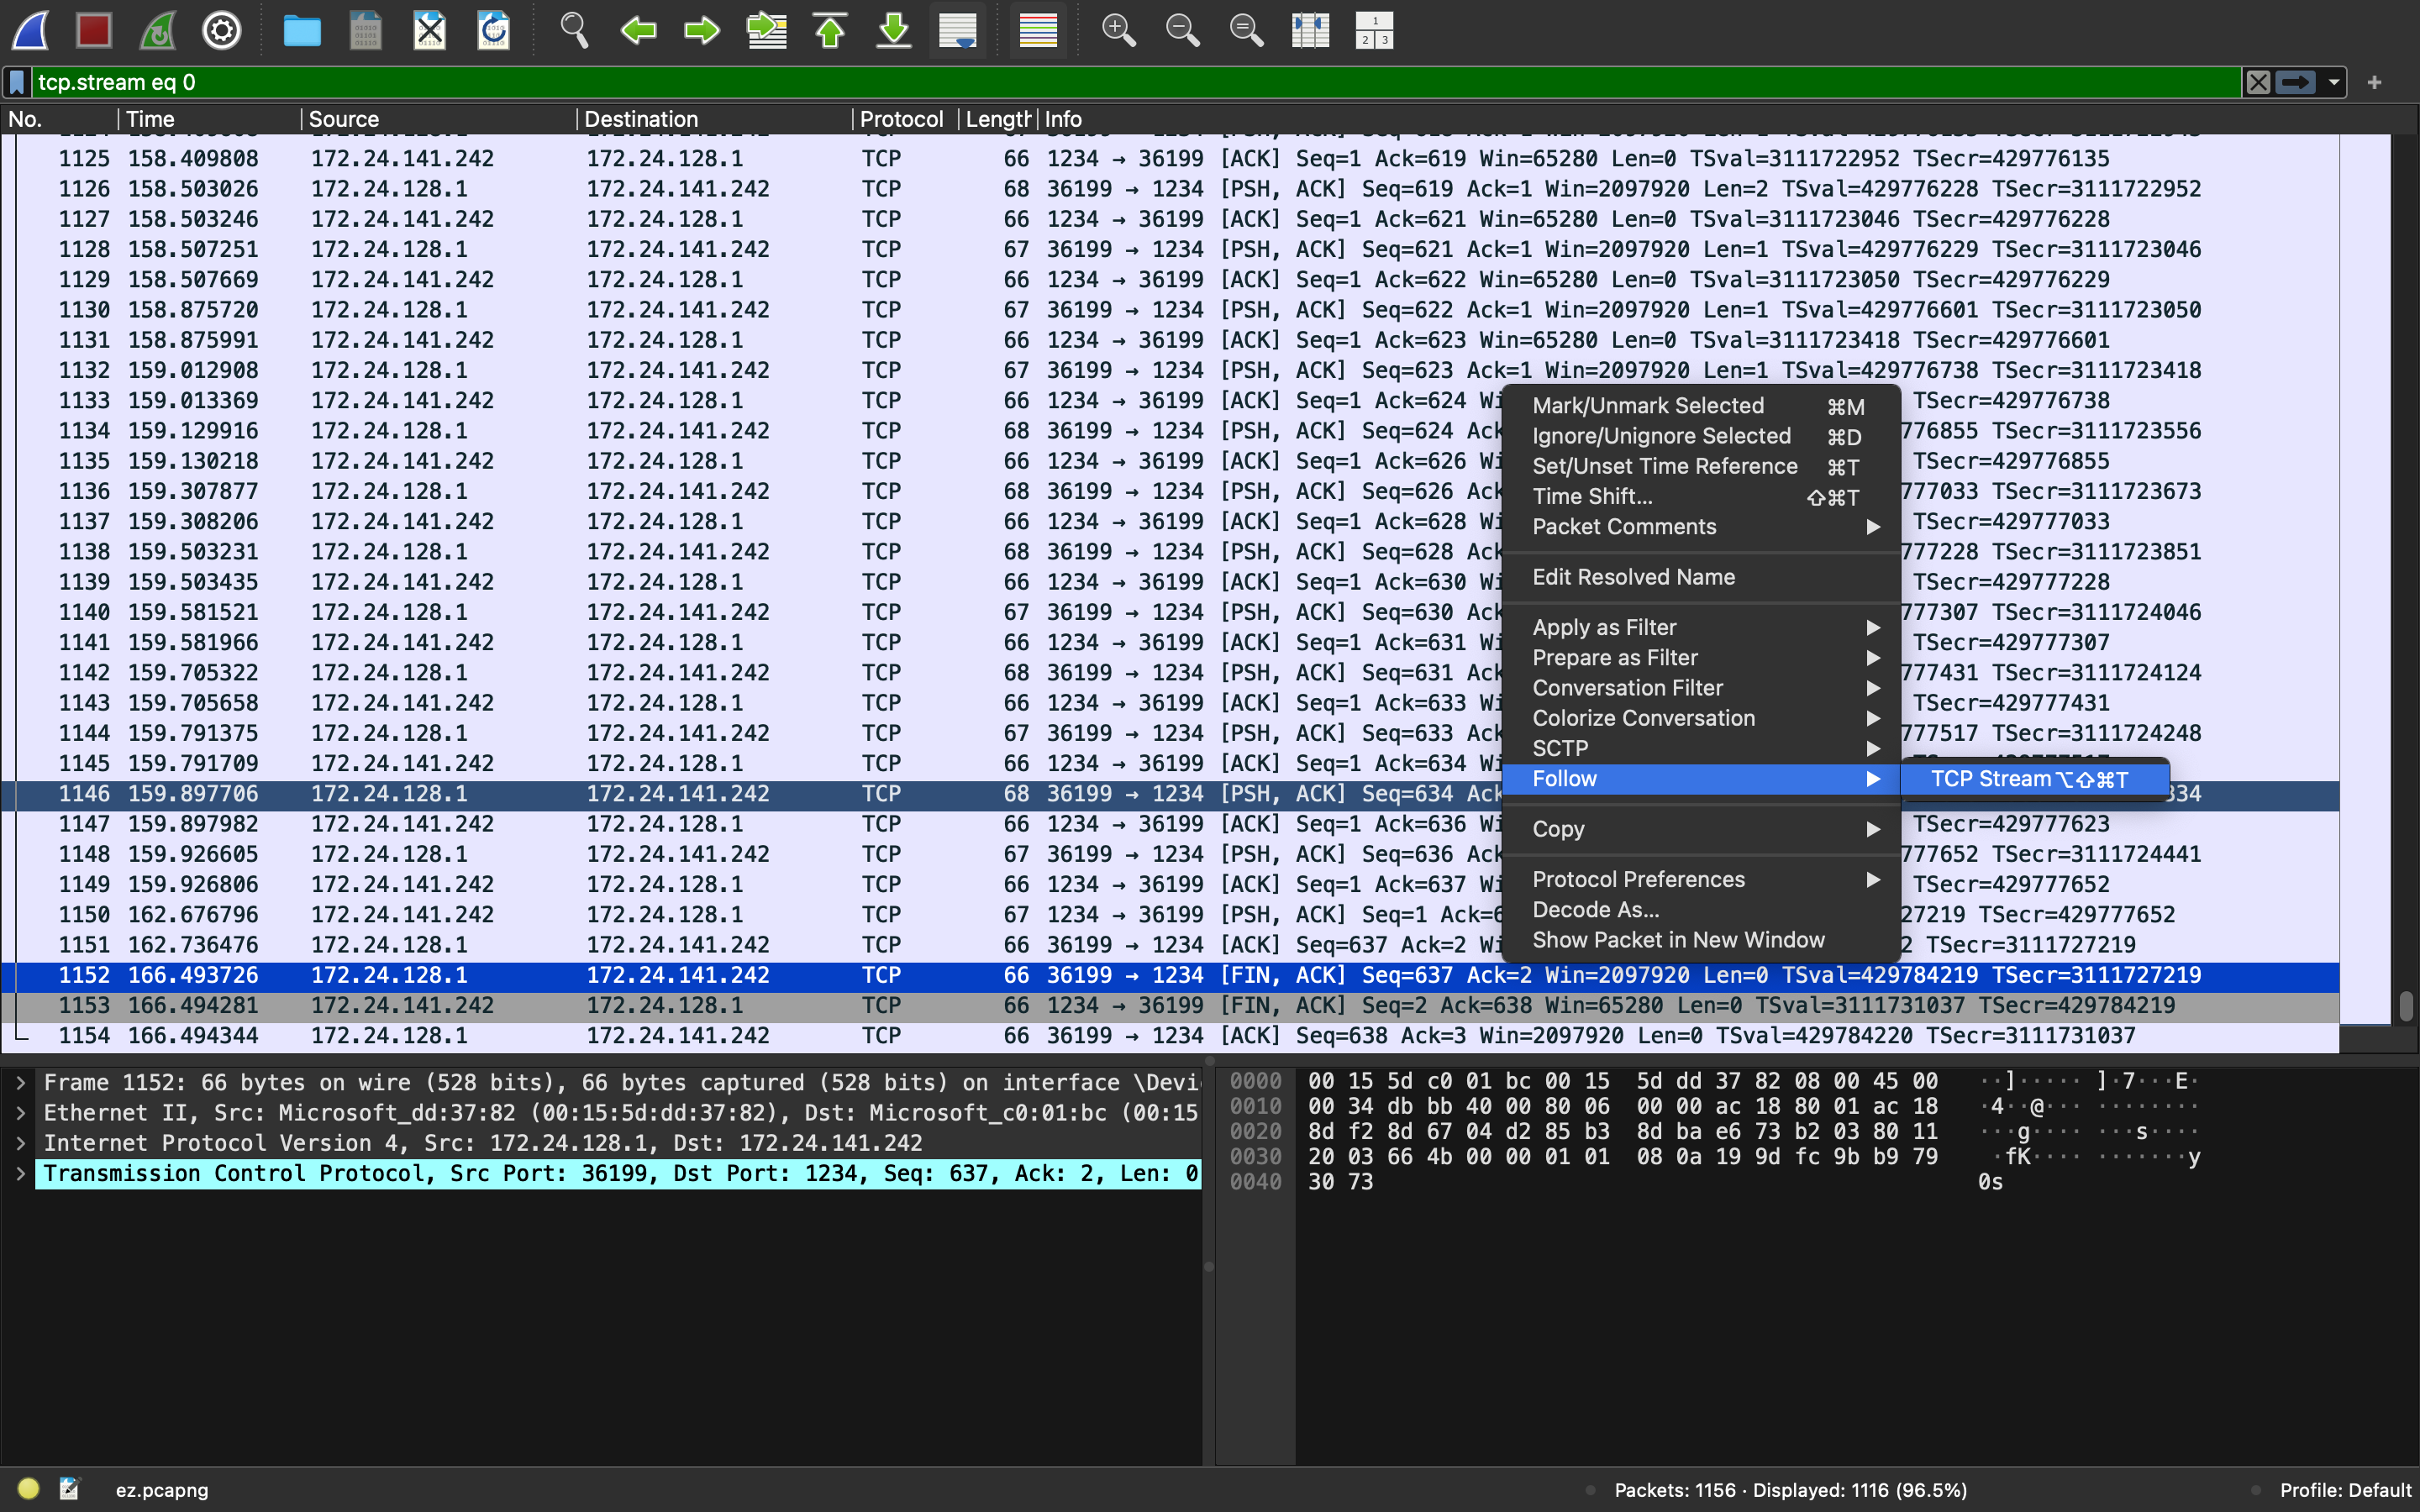 tcp.stream eq 0
No. Time Source Destination Protocol Length Info
1125 158.409808 172.24.141.242 172.24.128.1 TCP 66 1234 → 36199 [ACK] Seq=1 Ack=619 Win=65280 Len=0 TSval=3111722952 TSecr=429776135
1126 158.503026 172.24.128.1 172.24.141.242 TCP 68 36199 → 1234 [PSH, ACK] Seq=619 Ack=1 Win=2097920 Len=2 TSval=429776228 TSecr=3111722952
1127 158.503246 172.24.141.242 172.24.128.1 TCP 66 1234 → 36199 [ACK] Seq=1 Ack=621 Win=65280 Len=0 TSval=3111723046 TSecr=429776228
1128 158.507251 172.24.128.1 172.24.141.242 TCP 67 36199 → 1234 [PSH, ACK] Seq=621 Ack=1 Win=2097920 Len=1 TSval=429776229 TSecr=3111723046
1129 158.507669 172.24.141.242 172.24.128.1 TCP 66 1234 → 36199 [ACK] Seq=1 Ack=622 Win=65280 Len=0 TSval=3111723050 TSecr=429776229
1130 158.875720 172.24.128.1 172.24.141.242 TCP 67 36199 → 1234 [PSH, ACK] Seq=622 Ack=1 Win=2097920 Len=1 TSval=429776601 TSecr=3111723050
1131 158.875991 172.24.141.242 172.24.128.1 TCP 66 1234 → 36199 [ACK] Seq=1 Ack=623 Win=65280 Len=0 TSval=3111723418 TSecr=429776601
1132 159.012908 172.24.128.1 172.24.141.242 TCP 67 36199 → 1234 [PSH, ACK] Seq=623 Ack=1 Win=2097920 Len=1 TSval=429776738 TSecr=3111723418
1133 159.013369 172.24.141.242 172.24.128.1 TCP 66 1234 → 36199 [ACK] Seq=1 Ack=624 Wi TSecr=429776738
1134 159.129916 172.24.128.1 172.24.141.242 TCP 68 36199 → 1234 [PSH, ACK] Seq=624 Ack 776855 TSecr=3111723556
1135 159.130218 172.24.141.242 172.24.128.1 TCP 66 1234 → 36199 [ACK] Seq=1 Ack=626 Wi TSecr=429776855
1136 159.307877 172.24.128.1 172.24.141.242 TCP 68 36199 → 1234 [PSH, ACK] Seq=626 Ack 777033 TSecr=3111723673
1137 159.308206 172.24.141.242 172.24.128.1 TCP 66 1234 → 36199 [ACK] Seq=1 Ack=628 Wi TSecr=429777033
1138 159.503231 172.24.128.1 172.24.141.242 TCP 68 36199 → 1234 [PSH, ACK] Seq=628 Ack 777228 TSecr=3111723851
1139 159.503435 172.24.141.242 172.24.128.1 TCP 66 1234 → 36199 [ACK] Seq=1 Ack=630 Wi TSecr=429777228
1140 159.581521 172.24.128.1 172.24.141.242 TCP 67 36199 → 1234 [PSH, ACK] Seq=630 Ack 777307 TSecr=3111724046
1141 159.581966 172.24.141.242 172.24.128.1 TCP 66 1234 → 36199 [ACK] Seq=1 Ack=631 Wi TSecr=429777307
1142 159.705322 172.24.128.1 172.24.141.242 TCP 68 36199 → 1234 [PSH, ACK] Seq=631 Ack 777431 TSecr=3111724124
1143 159.705658 172.24.141.242 172.24.128.1 TCP 66 1234 → 36199 [ACK] Seq=1 Ack=633 Wi TSecr=429777431
1144 159.791375 172.24.128.1 172.24.141.242 TCP 67 36199 → 1234 [PSH, ACK] Seq=633 Ack 777517 TSecr=3111724248
1145 159.791709 172.24.141.242 172.24.128.1 TCP 66 1234 → 36199 [ACK] Seq=1 Ack=634 Wi
1146 159.897706 172.24.128.1 172.24.141.242 TCP 68 36199 → 1234 [PSH, ACK] Seq=634 Ack 334
1147 159.897982 172.24.141.242 172.24.128.1 TCP 66 1234 → 36199 [ACK] Seq=1 Ack=636 Wi TSecr=429777623
1148 159.926605 172.24.128.1 172.24.141.242 TCP 67 36199 → 1234 [PSH, ACK] Seq=636 Ack 777652 TSecr=3111724441
1149 159.926806 172.24.141.242 172.24.128.1 TCP 66 1234 → 36199 [ACK] Seq=1 Ack=637 Wi TSecr=429777652
1150 162.676796 172.24.141.242 172.24.128.1 TCP 67 1234 → 36199 [PSH, ACK] Seq=1 Ack=6 27219 TSecr=429777652
1151 162.736476 172.24.128.1 172.24.141.242 TCP 66 36199 → 1234 [ACK] Seq=637 Ack=2 Wi 2 TSecr=3111727219
1152 166.493726 172.24.128.1 172.24.141.242 TCP 66 36199 → 1234 [FIN, ACK] Seq=637 Ack=2 Win=2097920 Len=0 TSval=429784219 TSecr=3111727219
1153 166.494281 172.24.141.242 172.24.128.1 TCP 66 1234 → 36199 [FIN, ACK] Seq=2 Ack=638 Win=65280 Len=0 TSval=3111731037 TSecr=429784219
1154 166.494344 172.24.128.1 172.24.141.242 TCP 66 36199 → 1234 [ACK] Seq=638 Ack=3 Win=2097920 Len=0 TSval=429784220 TSecr=3111731037
Mark/Unmark Selected ⌘M
Ignore/Unignore Selected ⌘D
Set/Unset Time Reference ⌘T
Time Shift... ⇧⌘T
Packet Comments
Edit Resolved Name
Apply as Filter
Prepare as Filter
Conversation Filter
Colorize Conversation
SCTP
Follow
TCP Stream ⌥⇧⌘T
Copy
Protocol Preferences
Decode As...
Show Packet in New Window
Frame 1152: 66 bytes on wire (528 bits), 66 bytes captured (528 bits) on interface \Devi
Ethernet II, Src: Microsoft_dd:37:82 (00:15:5d:dd:37:82), Dst: Microsoft_c0:01:bc (00:15
Internet Protocol Version 4, Src: 172.24.128.1, Dst: 172.24.141.242
Transmission Control Protocol, Src Port: 36199, Dst Port: 1234, Seq: 637, Ack: 2, Len: 0
0000 00 15 5d c0 01 bc 00 15 5d dd 37 82 08 00 45 00 ··]····· ]·7···E·
0010 00 34 db bb 40 00 80 06 00 00 ac 18 80 01 ac 18 ·4··@··· ········
0020 8d f2 8d 67 04 d2 85 b3 8d ba e6 73 b2 03 80 11 ···g···· ···s····
0030 20 03 66 4b 00 00 01 01 08 0a 19 9d fc 9b b9 79 ·fK···· ·······y
0040 30 73 0s
ez.pcapng
Packets: 1156 · Displayed: 1116 (96.5%)
Profile: Default